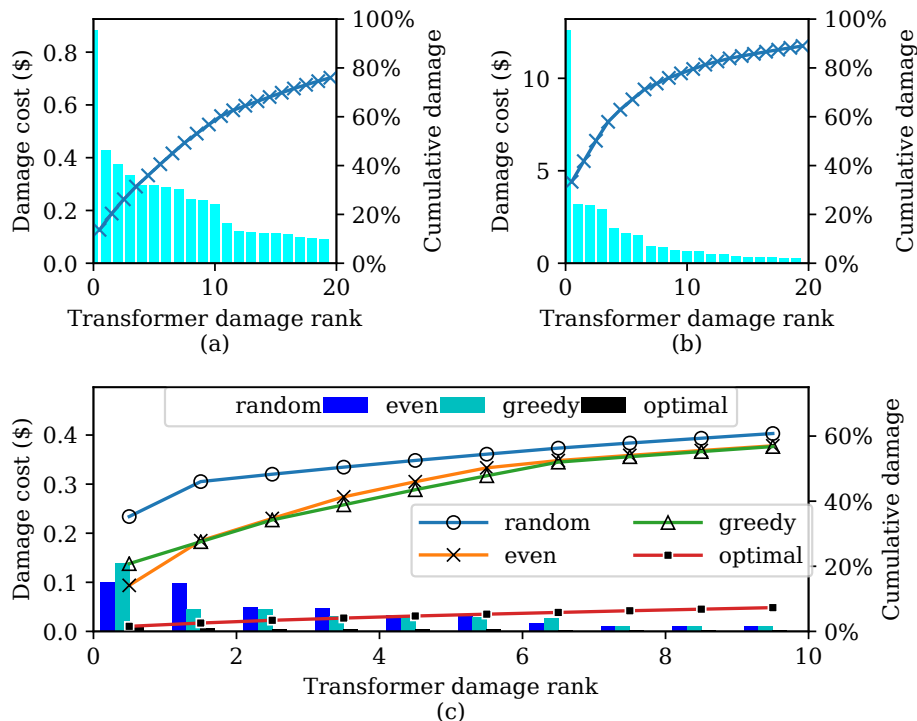 Damage cost ($)
0.8
0.6
0.4
0.2
0.0
100%
80%
60%
40%
20%
0%
Cumulative damage
0
10
20
Transformer damage rank
(a)
Damage cost ($)
10
5
0
100%
80%
60%
40%
20%
0%
Cumulative damage
0
10
20
Transformer damage rank
(b)
random even greedy optimal
Damage cost ($)
0.4
0.3
0.2
0.1
0.0
60%
40%
20%
0%
Cumulative damage
random greedy
even optimal
0 2 4 6 8 10
Transformer damage rank
(c)